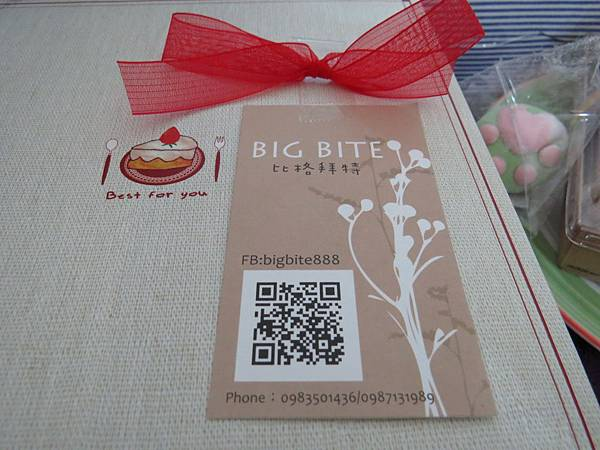 BIG BITE
比格拜特
Best for you
FB:bigbite888
Phone：0983501436/0987131989